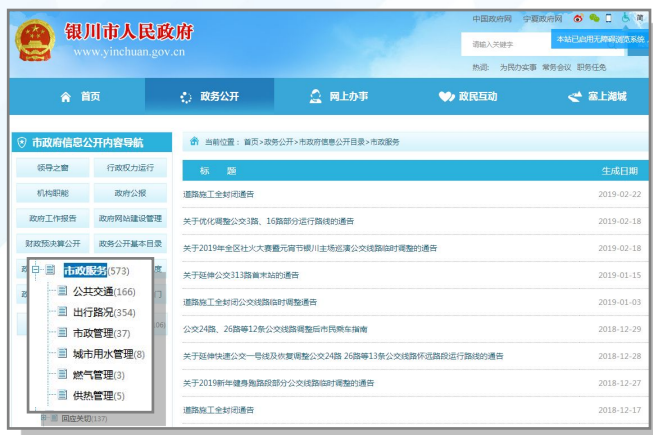 中国政府网 宁夏政府网 简
银川市人民政府
www.yinchuan.gov.cn
请输入关键字
本站已启用无障碍浏览系统，
热词： 为民办实事 常务会议 职务任免
首页 政务公开 网上办事 政民互动 塞上湖城
市政府信息公开内容导航
当前位置：首页>政务公开>市政府信息公开目录>市政服务
领导之窗 行政权力运行
机构职能 政府公报
政府工作报告 政府网站建设管理
财政预决算公开 政务公开基本目录
市政服务(573)
公共交通(166)
出行路况(354)
市政管理(37)
城市用水管理(8)
燃气管理(3)
供热管理(5)
回应关切(137)
标 题 生成日期
道路施工全封闭通告 2019-02-22
关于优化调整公交3路、16路部分运行路线的通告 2019-02-18
关于2019年全区社火大赛暨元宵节银川主场巡演公交线路临时调整的通告 2019-02-18
关于延伸公交313路首末站的通告 2019-01-15
道路施工全封闭公交线路临时调整通告 2019-01-03
公交24路、26路等12条公交线路调整后市民乘车指南 2018-12-29
关于延伸快速公交一号线及恢复调整公交24路 26路等13条公交线路怀远路段运行路线的通告 2018-12-28
关于2019新年健身跑路段部分公交线路临时调整的通告 2018-12-27
道路施工全封闭通告 2018-12-17